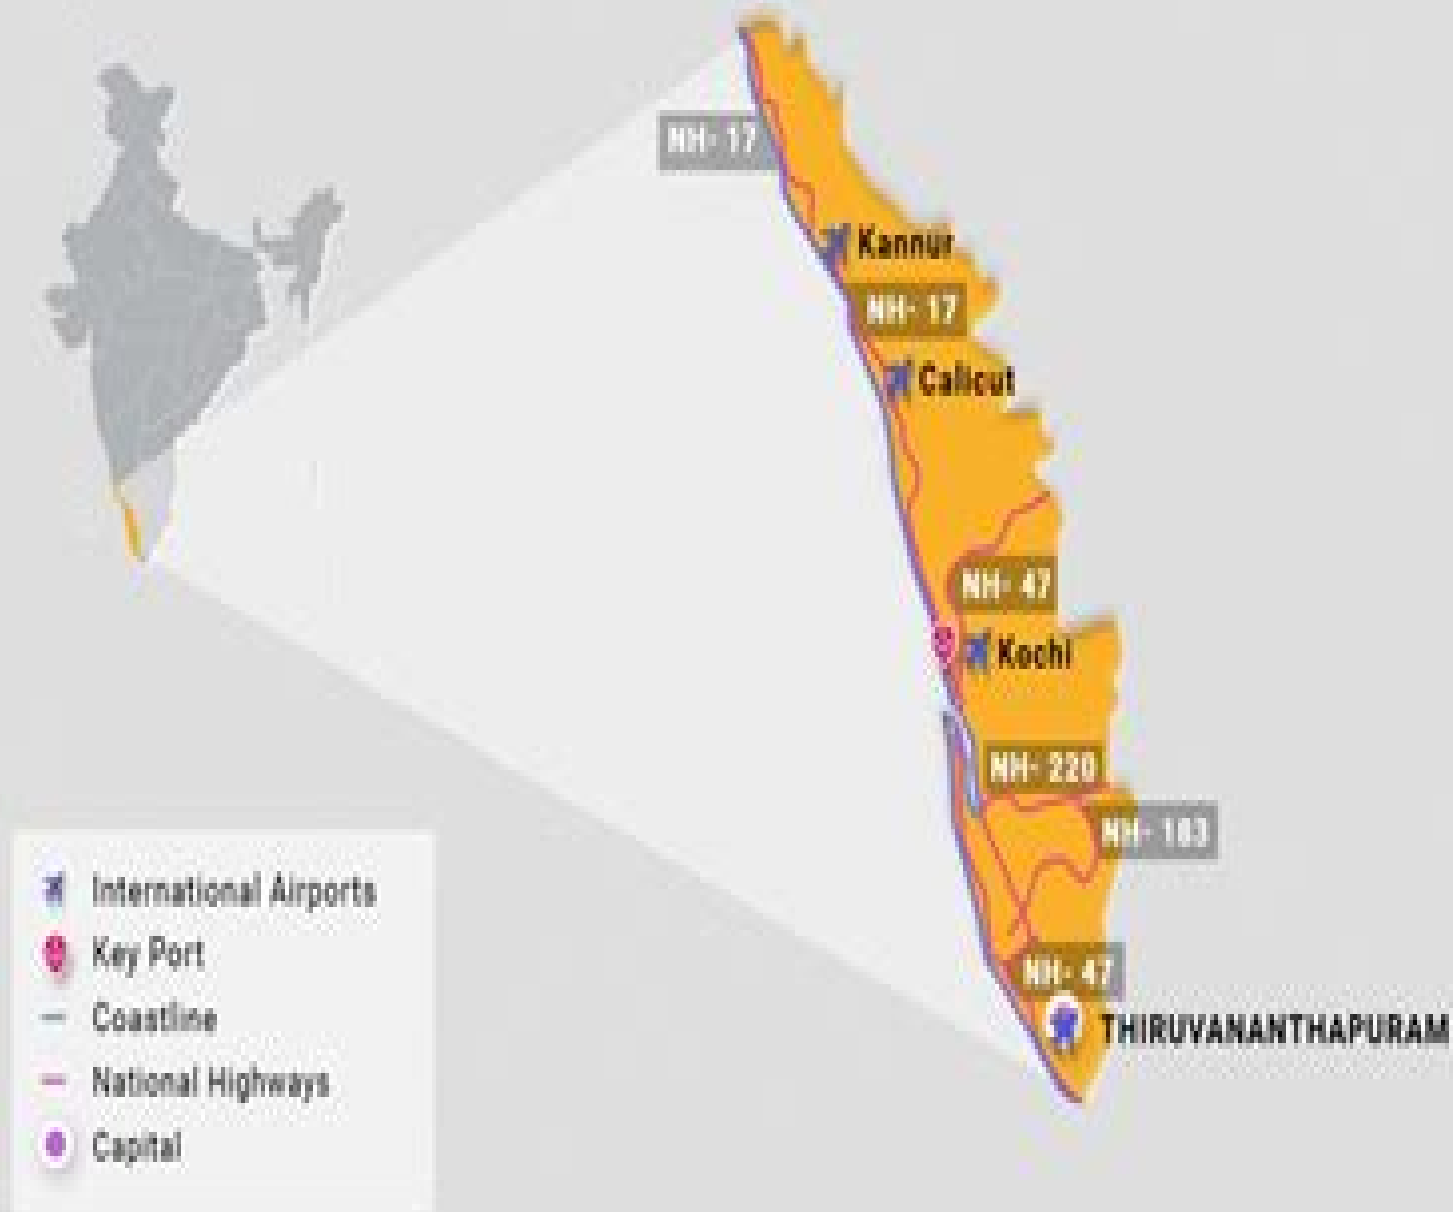 NH- 17
Kannur
NH- 17
Calicut
NH- 47
Kochi
NH- 220
NH- 183
NH- 47
THIRUVANANTHAPURAM
International Airports
Key Port
Coastline
National Highways
Capital